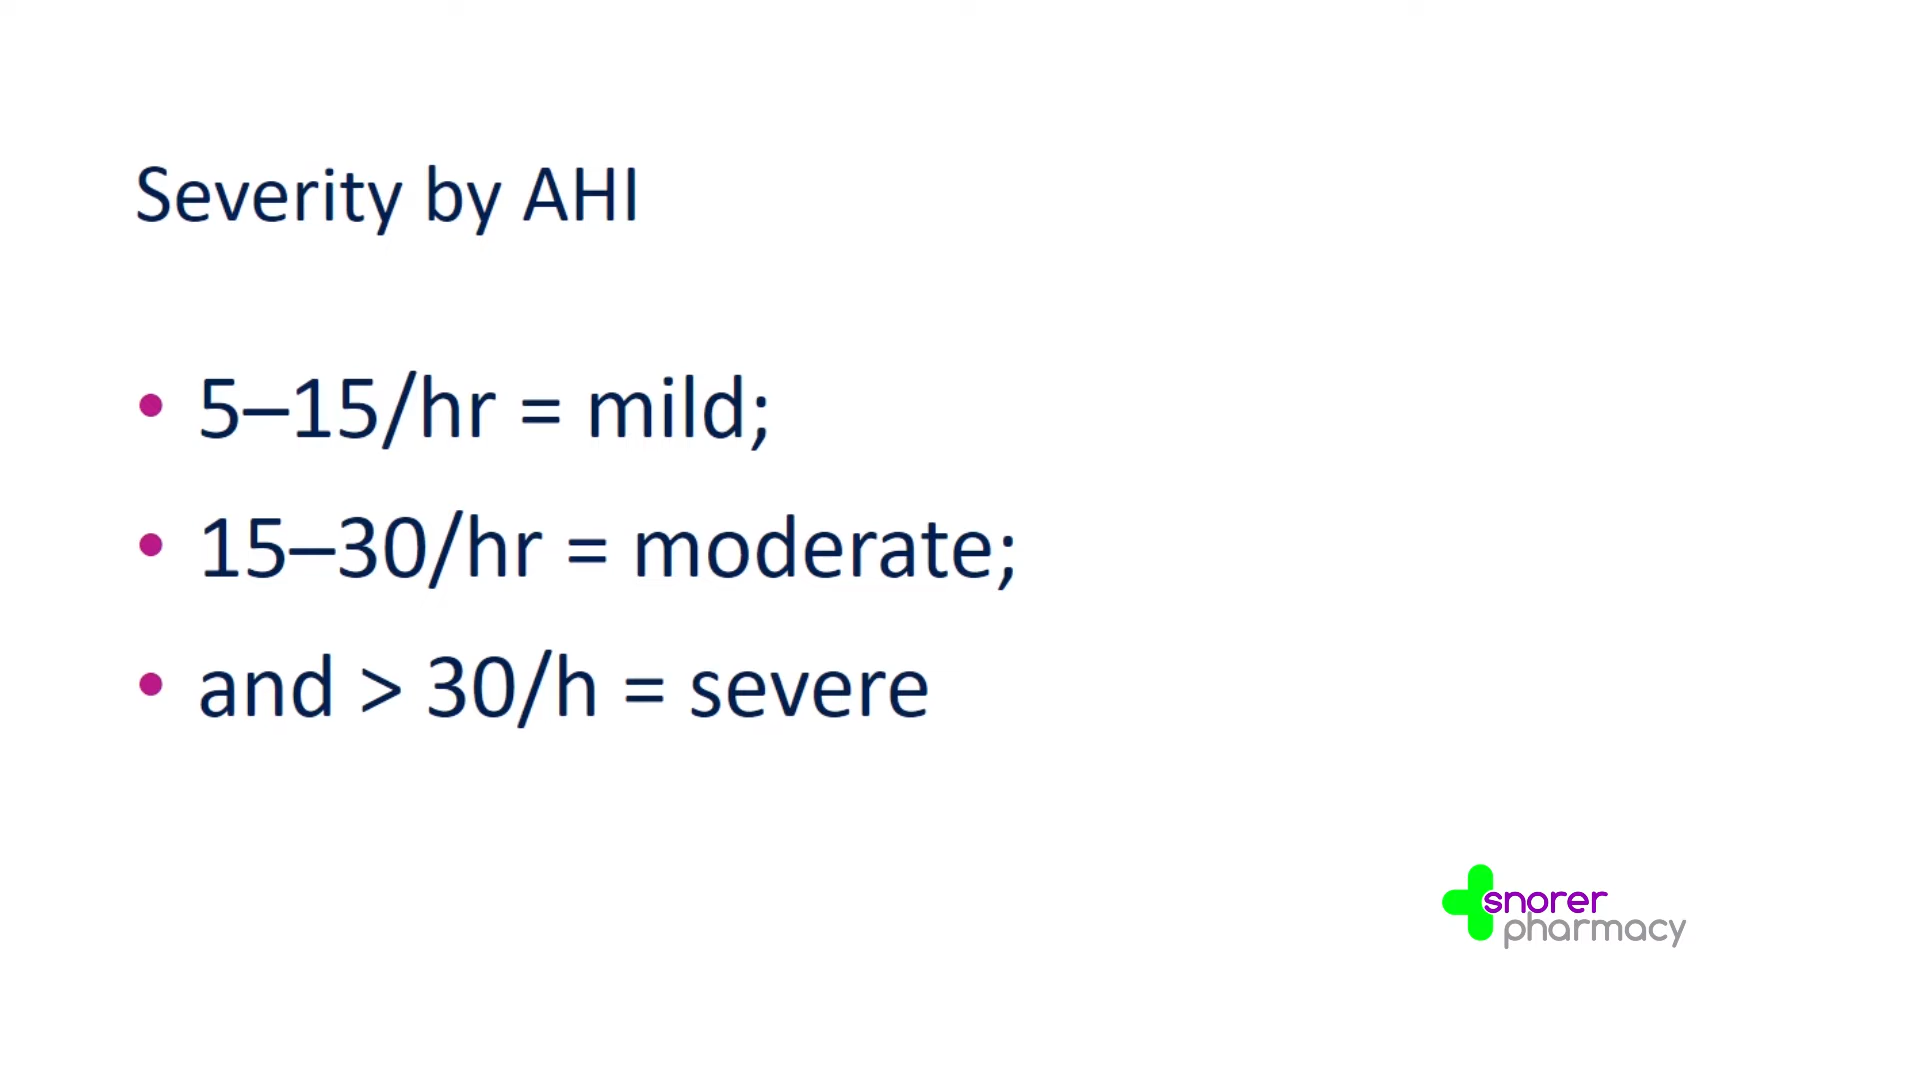 Severity by AHI
5–15/hr = mild;
15–30/hr = moderate;
and > 30/h = severe
snorer
pharmacy